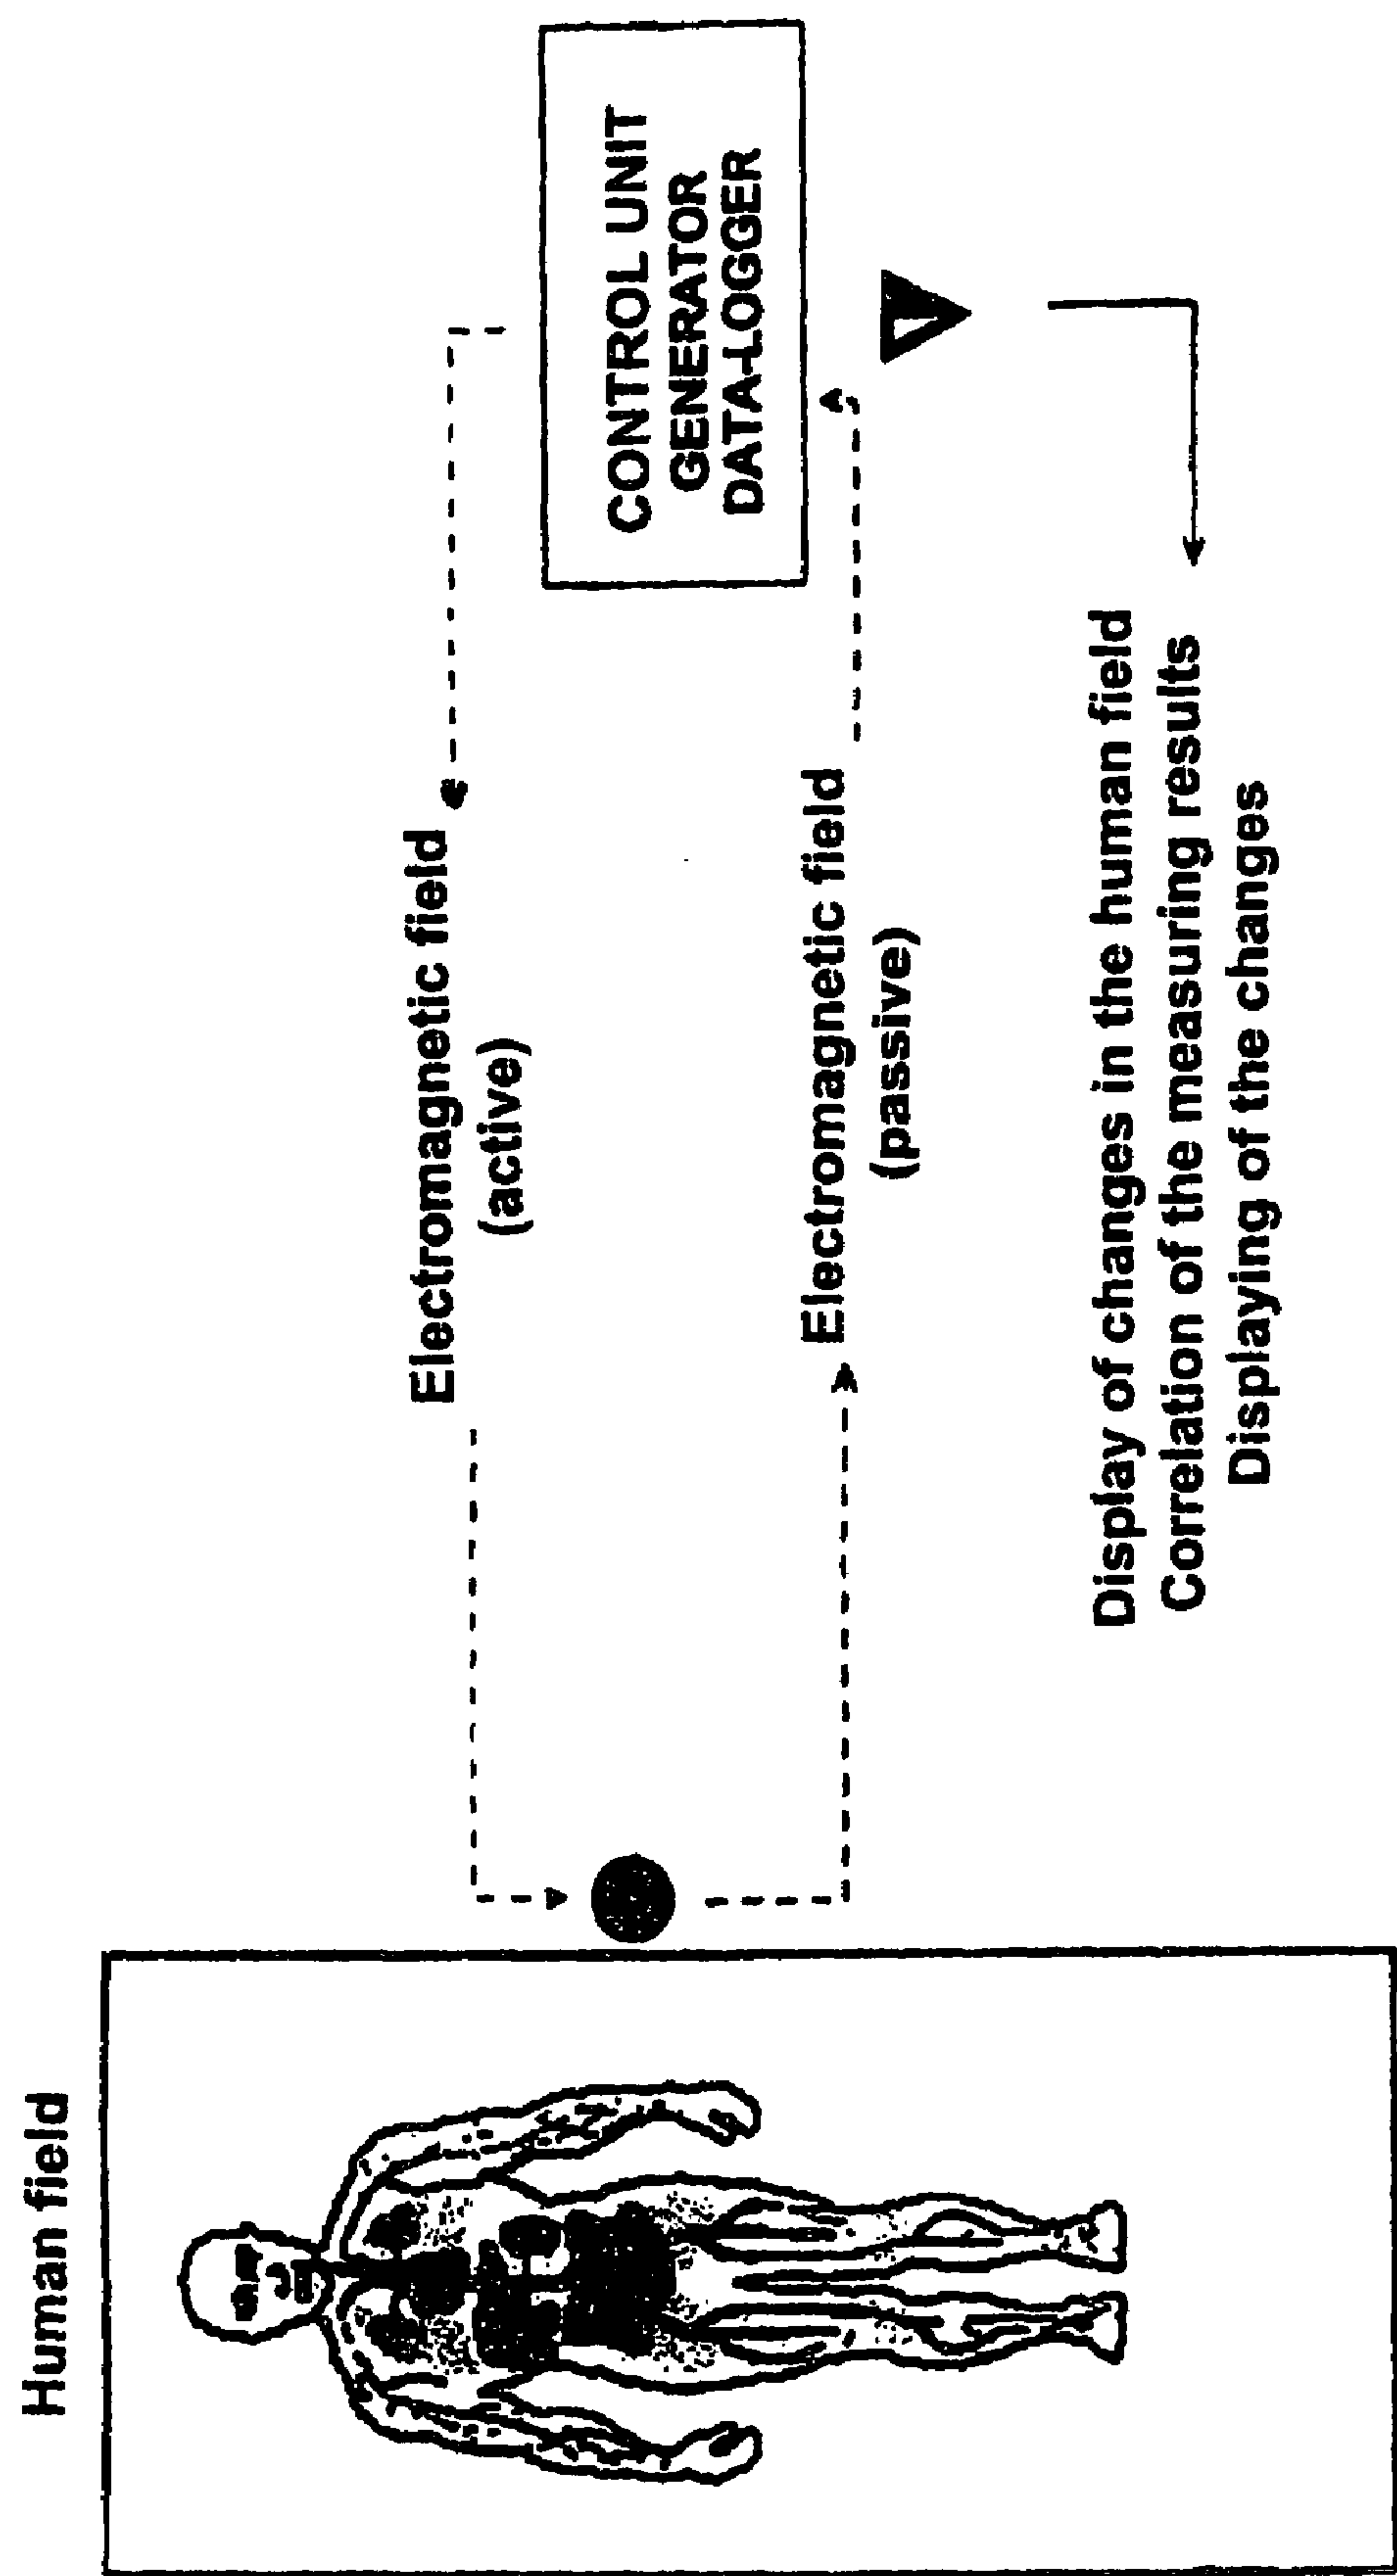 Human field
Electromagnetic field
(active)
CONTROL UNIT
GENERATOR
DATA-LOGGER
Electromagnetic field
(passive)
Display of changes in the human field
Correlation of the measuring results
Displaying of the changes